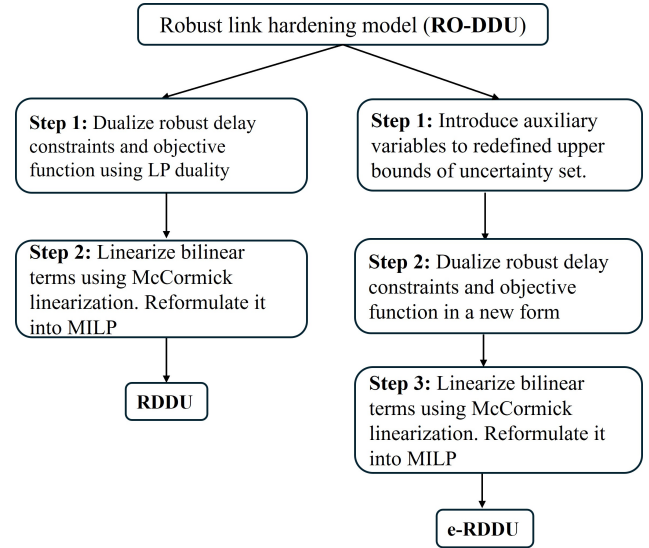 Robust link hardening model (RO-DDU)
Step 1: Dualize robust delay
constraints and objective
function using LP duality
Step 2: Linearize bilinear
terms using McCormick
linearization. Reformulate it
into MILP
RDDU
Step 1: Introduce auxiliary
variables to redefined upper
bounds of uncertainty set.
Step 2: Dualize robust delay
constraints and objective
function in a new form
Step 3: Linearize bilinear
terms using McCormick
linearization. Reformulate it
into MILP
e-RDDU